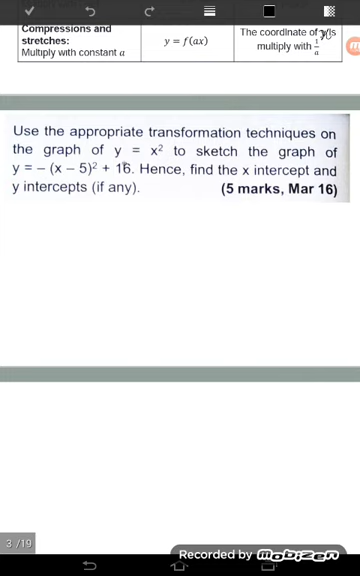 Compressions and
stretches:
Multiply with constant a
y = f(ax)
The coordinate of is
multiply with 1/a
Use the appropriate transformation techniques on
the graph of y = x² to sketch the graph of
y = – (x – 5)² + 16. Hence, find the x intercept and
y intercepts (if any). (5 marks, Mar 16)
3 /19
Recorded by mobizen